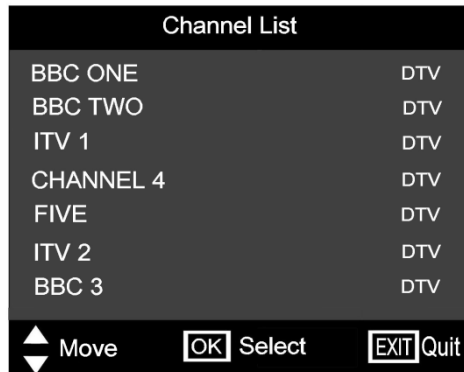 Channel List
BBC ONE DTV
BBC TWO DTV
ITV 1 DTV
CHANNEL 4 DTV
FIVE DTV
ITV 2 DTV
BBC 3 DTV
Move OK Select EXIT Quit